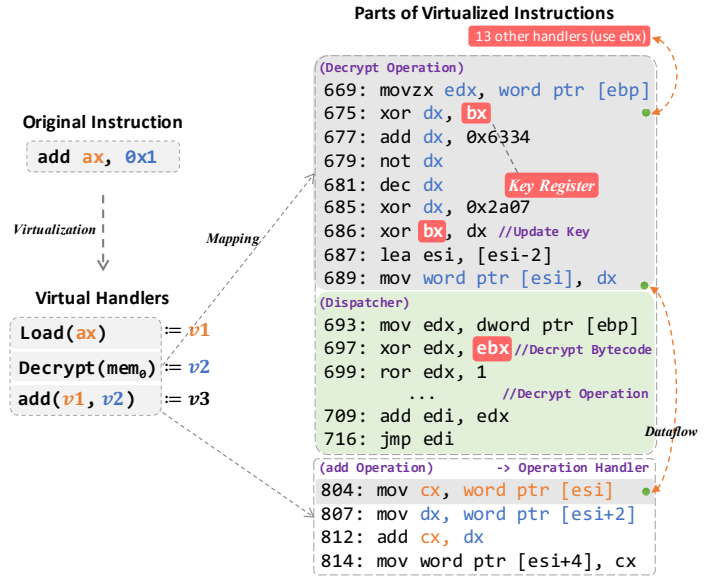 Parts of Virtualized Instructions
13 other handlers (use ebx)
(Decrypt Operation)
669: movzx edx, word ptr [ebp]
675: xor dx, bx
677: add dx, 0x6334
679: not dx
681: dec dx
Key Register
685: xor dx, 0x2a07
686: xor bx, dx //Update Key
687: lea esi, [esi-2]
689: mov word ptr [esi], dx
(Dispatcher)
693: mov edx, dword ptr [ebp]
697: xor edx, ebx //Decrypt Bytecode
699: ror edx, 1
... //Decrypt Operation
709: add edi, edx
716: jmp edi
Dataflow
(add Operation) -> Operation Handler
804: mov cx, word ptr [esi]
807: mov dx, word ptr [esi+2]
812: add cx, dx
814: mov word ptr [esi+4], cx
Original Instruction
add ax, 0x1
Virtualization
Mapping
Virtual Handlers
Load(ax) := v1
Decrypt(mem₀) := v2
add(v1, v2) := v3